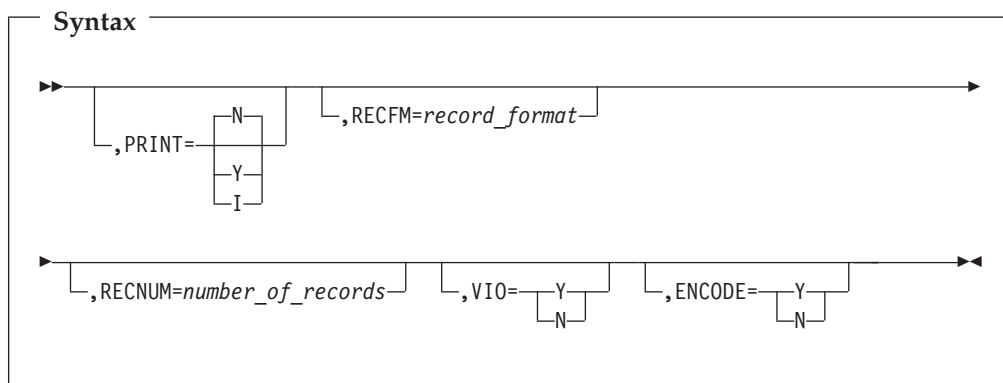 Syntax
N
,RECFM=record_format
,PRINT=
Y
I
,RECNUM=number_of_records
,VIO=
Y
N
,ENCODE=
Y
N